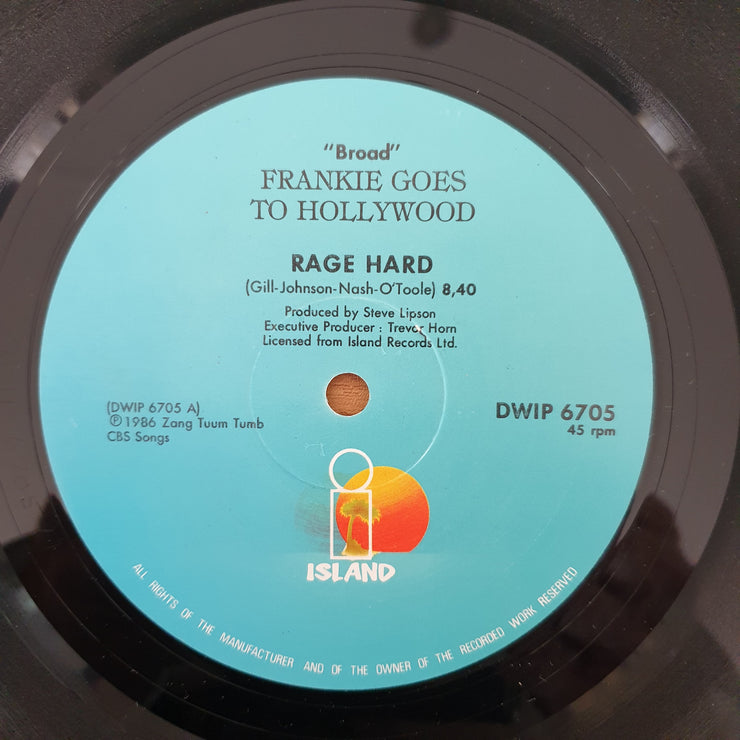 "Broad"
FRANKIE GOES
TO HOLLYWOOD
RAGE HARD
(Gill-Johnson-Nash-O'Toole) 8,40
Produced by Steve Lipson
Executive Producer : Trevor Horn
Licensed from Island Records Ltd.
(DWIP 6705 A)
℗ 1986 Zang Tuum Tumb
CBS Songs
DWIP 6705
45 rpm
i
ISLAND
ALL RIGHTS OF THE MANUFACTURER AND OF THE OWNER OF THE RECORDED WORK RESERVED